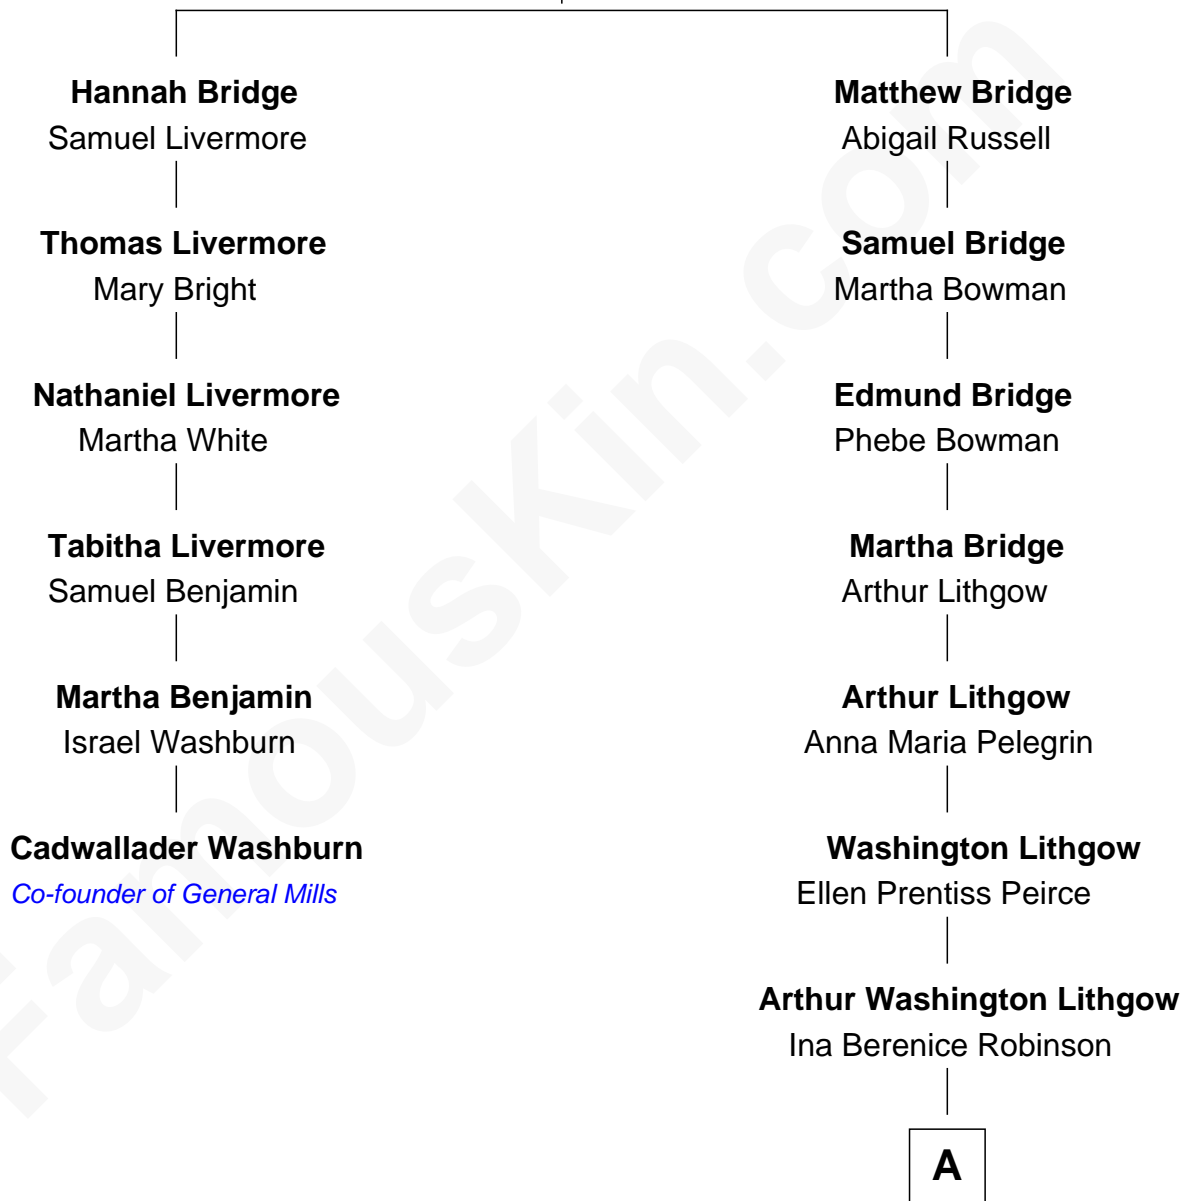 Hannah Bridge
Samuel Livermore
Thomas Livermore
Mary Bright
Nathaniel Livermore
Martha White
Tabitha Livermore
Samuel Benjamin
Martha Benjamin
Israel Washburn
Cadwallader Washburn
Co-founder of General Mills
Matthew Bridge
Abigail Russell
Samuel Bridge
Martha Bowman
Edmund Bridge
Phebe Bowman
Martha Bridge
Arthur Lithgow
Arthur Lithgow
Anna Maria Pelegrin
Washington Lithgow
Ellen Prentiss Peirce
Arthur Washington Lithgow
Ina Berenice Robinson
A
FamousKin.com